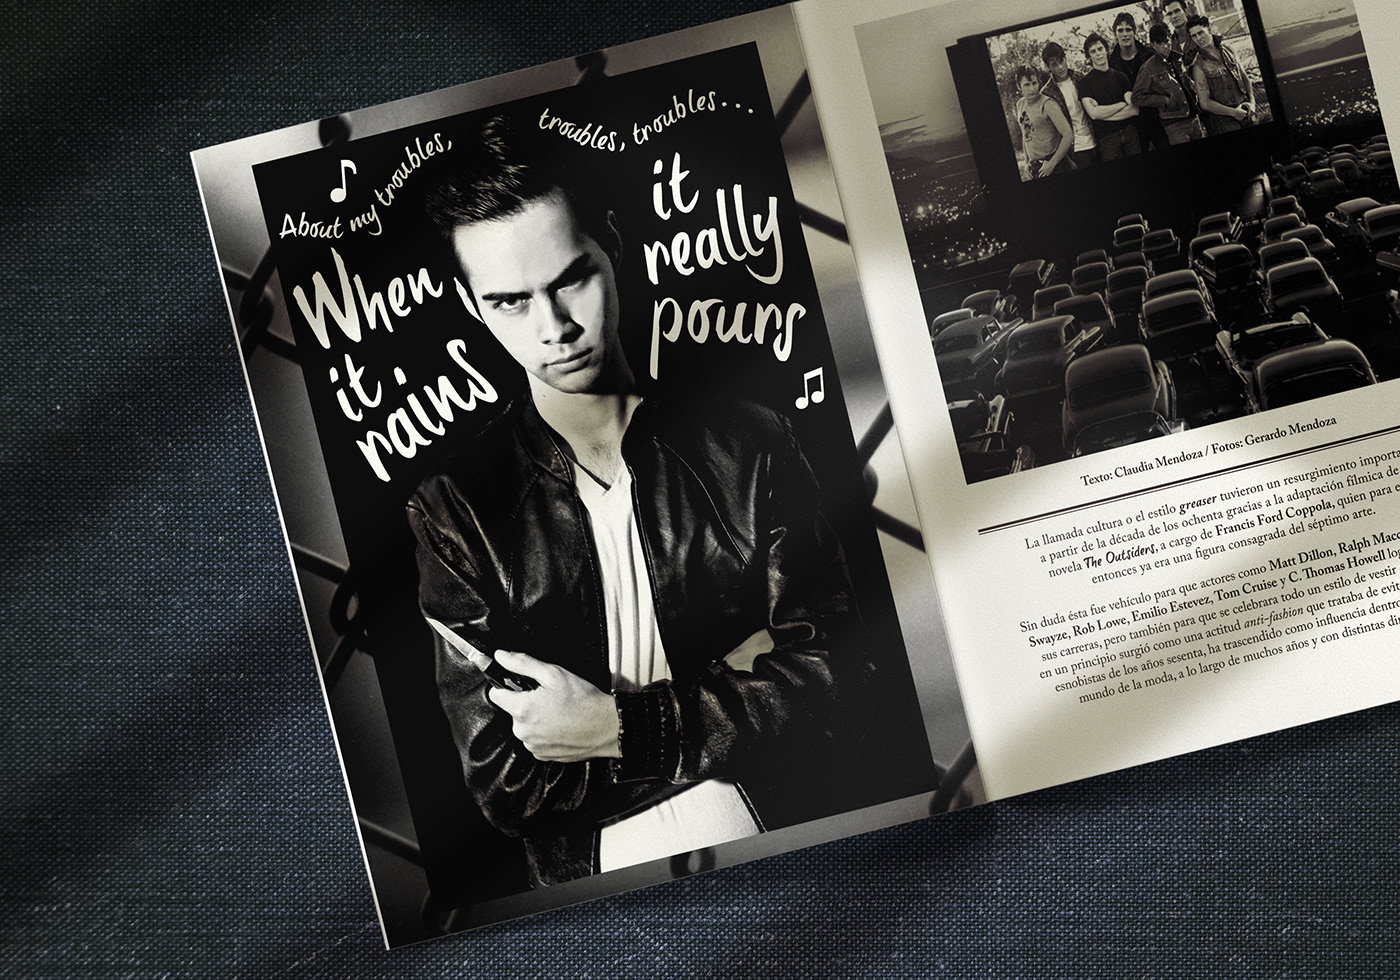 About my troubles,
troubles, troubles...
When
it
rains
it
really
pours
Texto: Claudia Mendoza / Fotos: Gerardo Mendoza
La llamada cultura o el estilo greaser tuvieron un resurgimiento
a partir de la década de los ochenta gracias a la adaptación fílmica de
novela The Outsiders, a cargo de Francis Ford Coppola, quien para
entonces ya era una figura consagrada del séptimo arte.
Sin duda ésta fue vehículo para que actores como Matt Dillon, Ralph
Swayze, Rob Lowe, Emilio Estevez, Tom Cruise y C. Thomas Howell
sus carreras, pero también para que se celebrara todo un estilo de vestir
en un principio surgió como una actitud anti-fashion que trataba de
esnobistas de los años sesenta, ha trascendido como influencia
mundo de la moda, a lo largo de muchos años y con distintas